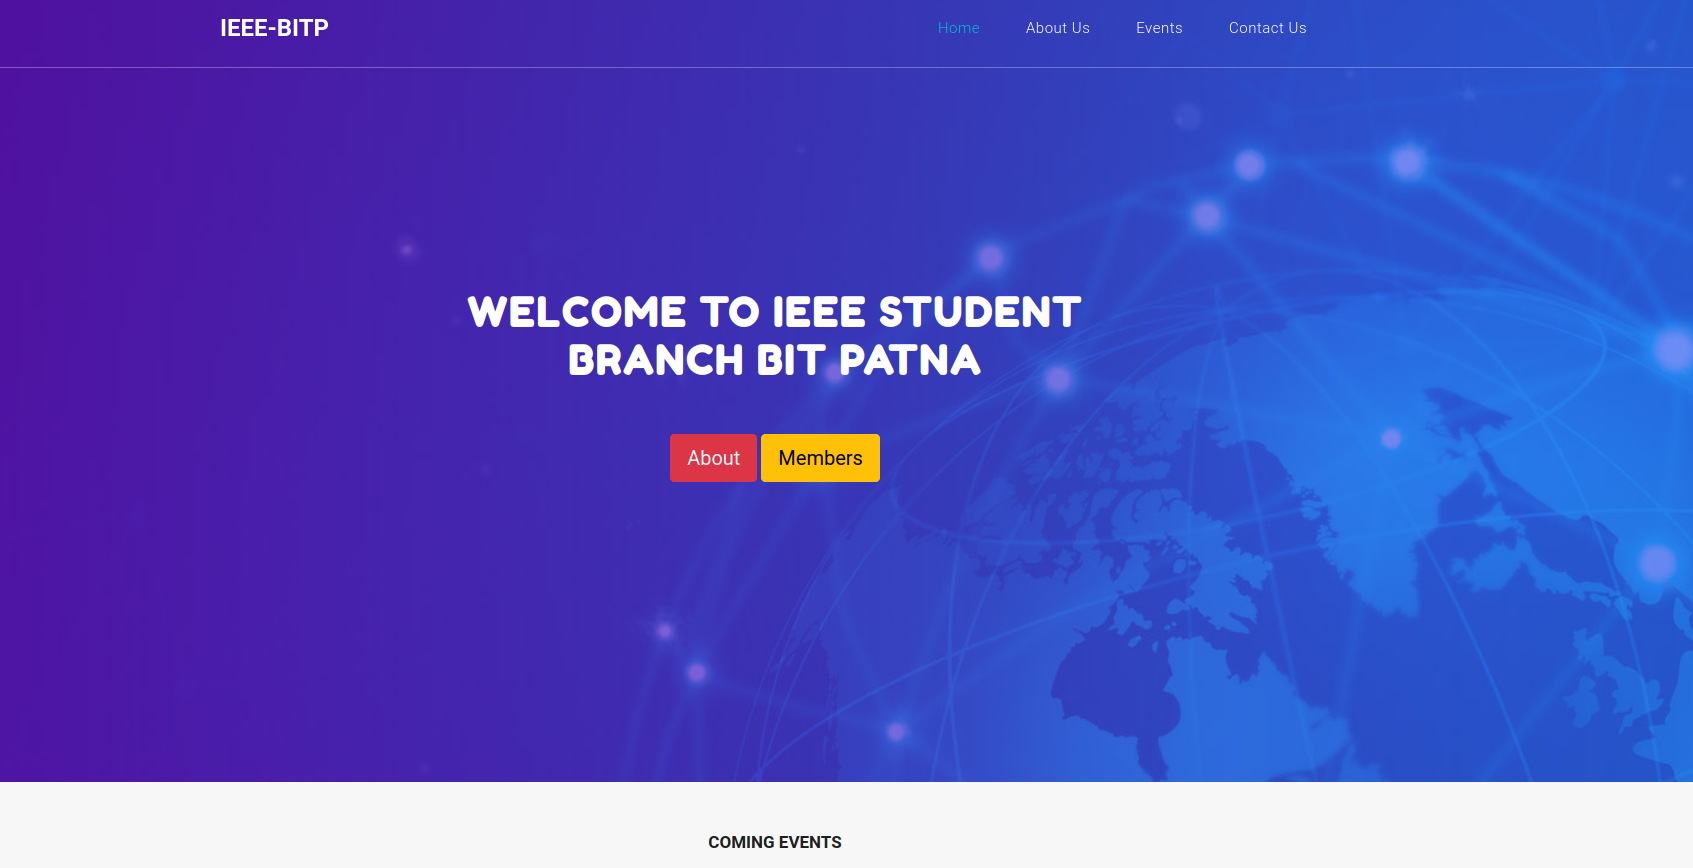 IEEE-BITP
Home
About Us
Events
Contact Us
WELCOME TO IEEE STUDENT
BRANCH BIT PATNA
About
Members
COMING EVENTS